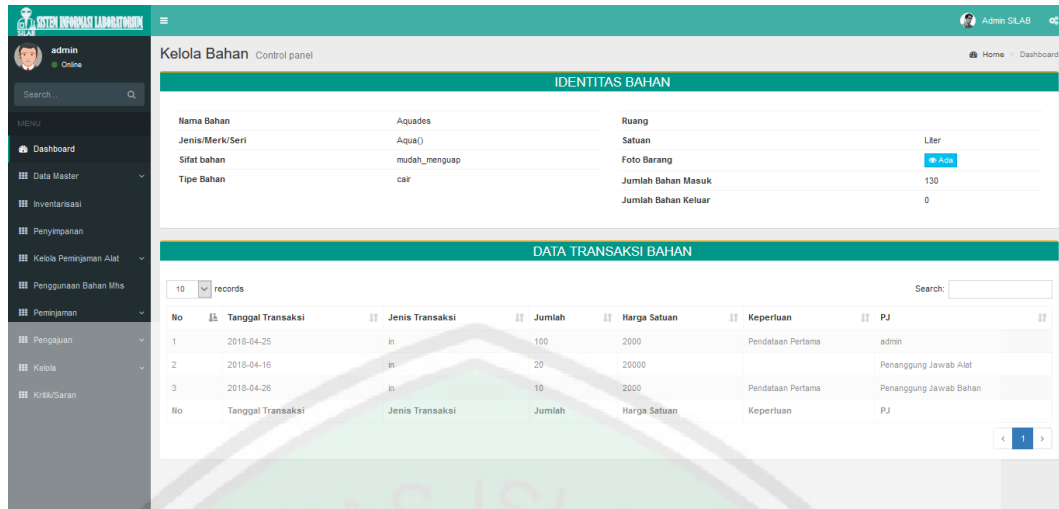 SISTEM INFORMASI LABORATORIUM
SILAB
Admin SILAB
admin
Online
Search...
MENU
Dashboard
Data Master
Inventarisasi
Penyimpanan
Kelola Peminjaman Alat
Penggunaan Bahan Mhs
Peminjaman
Pengajuan
Kelola
Kritik/Saran
Kelola Bahan Control panel
Home > Dashboard
IDENTITAS BAHAN
Nama Bahan Aquades
Jenis/Merk/Seri Aqua()
Sifat bahan mudah_menguap
Tipe Bahan cair
Ruang
Satuan Liter
Foto Barang Ada
Jumlah Bahan Masuk 130
Jumlah Bahan Keluar 0
DATA TRANSAKSI BAHAN
10 records Search:
No Tanggal Transaksi Jenis Transaksi Jumlah Harga Satuan Keperluan PJ
1 2018-04-25 in 100 2000 Pendataan Pertama admin
2 2018-04-16 in 20 20000 Penanggung Jawab Alat
3 2018-04-26 in 10 2000 Pendataan Pertama Penanggung Jawab Bahan
No Tanggal Transaksi Jenis Transaksi Jumlah Harga Satuan Keperluan PJ
< 1 >